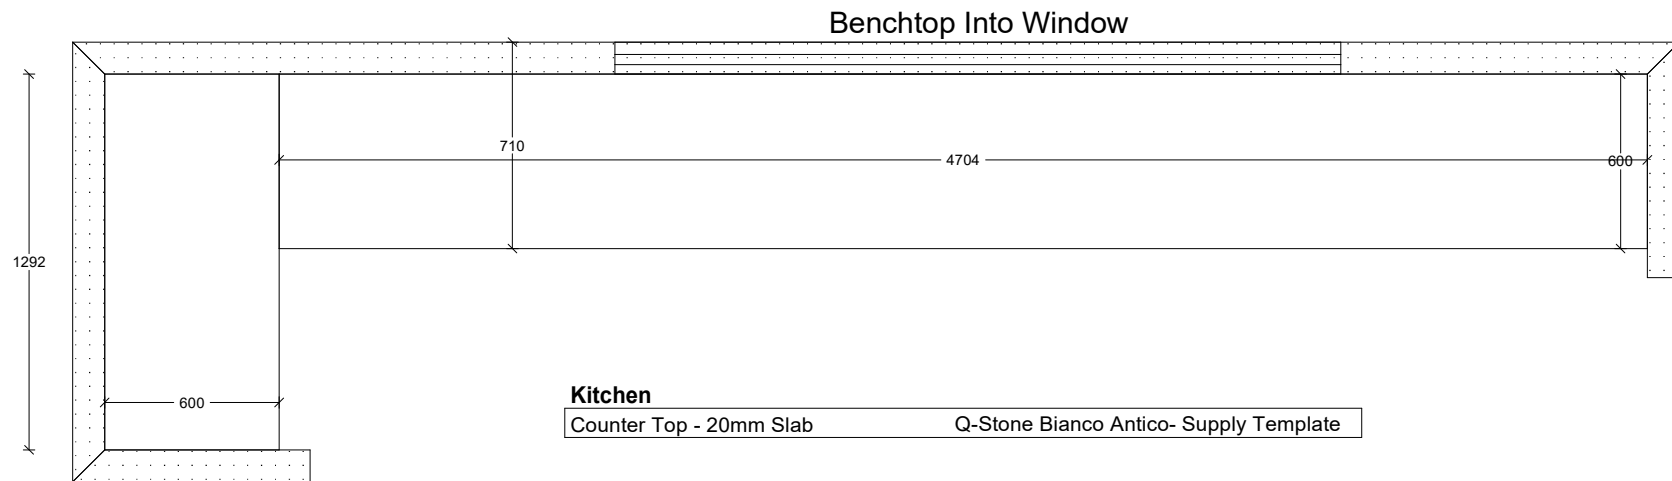 Benchtop Into Window
710
4704
600
1292
600
Kitchen
Counter Top - 20mm Slab Q-Stone Bianco Antico- Supply Template